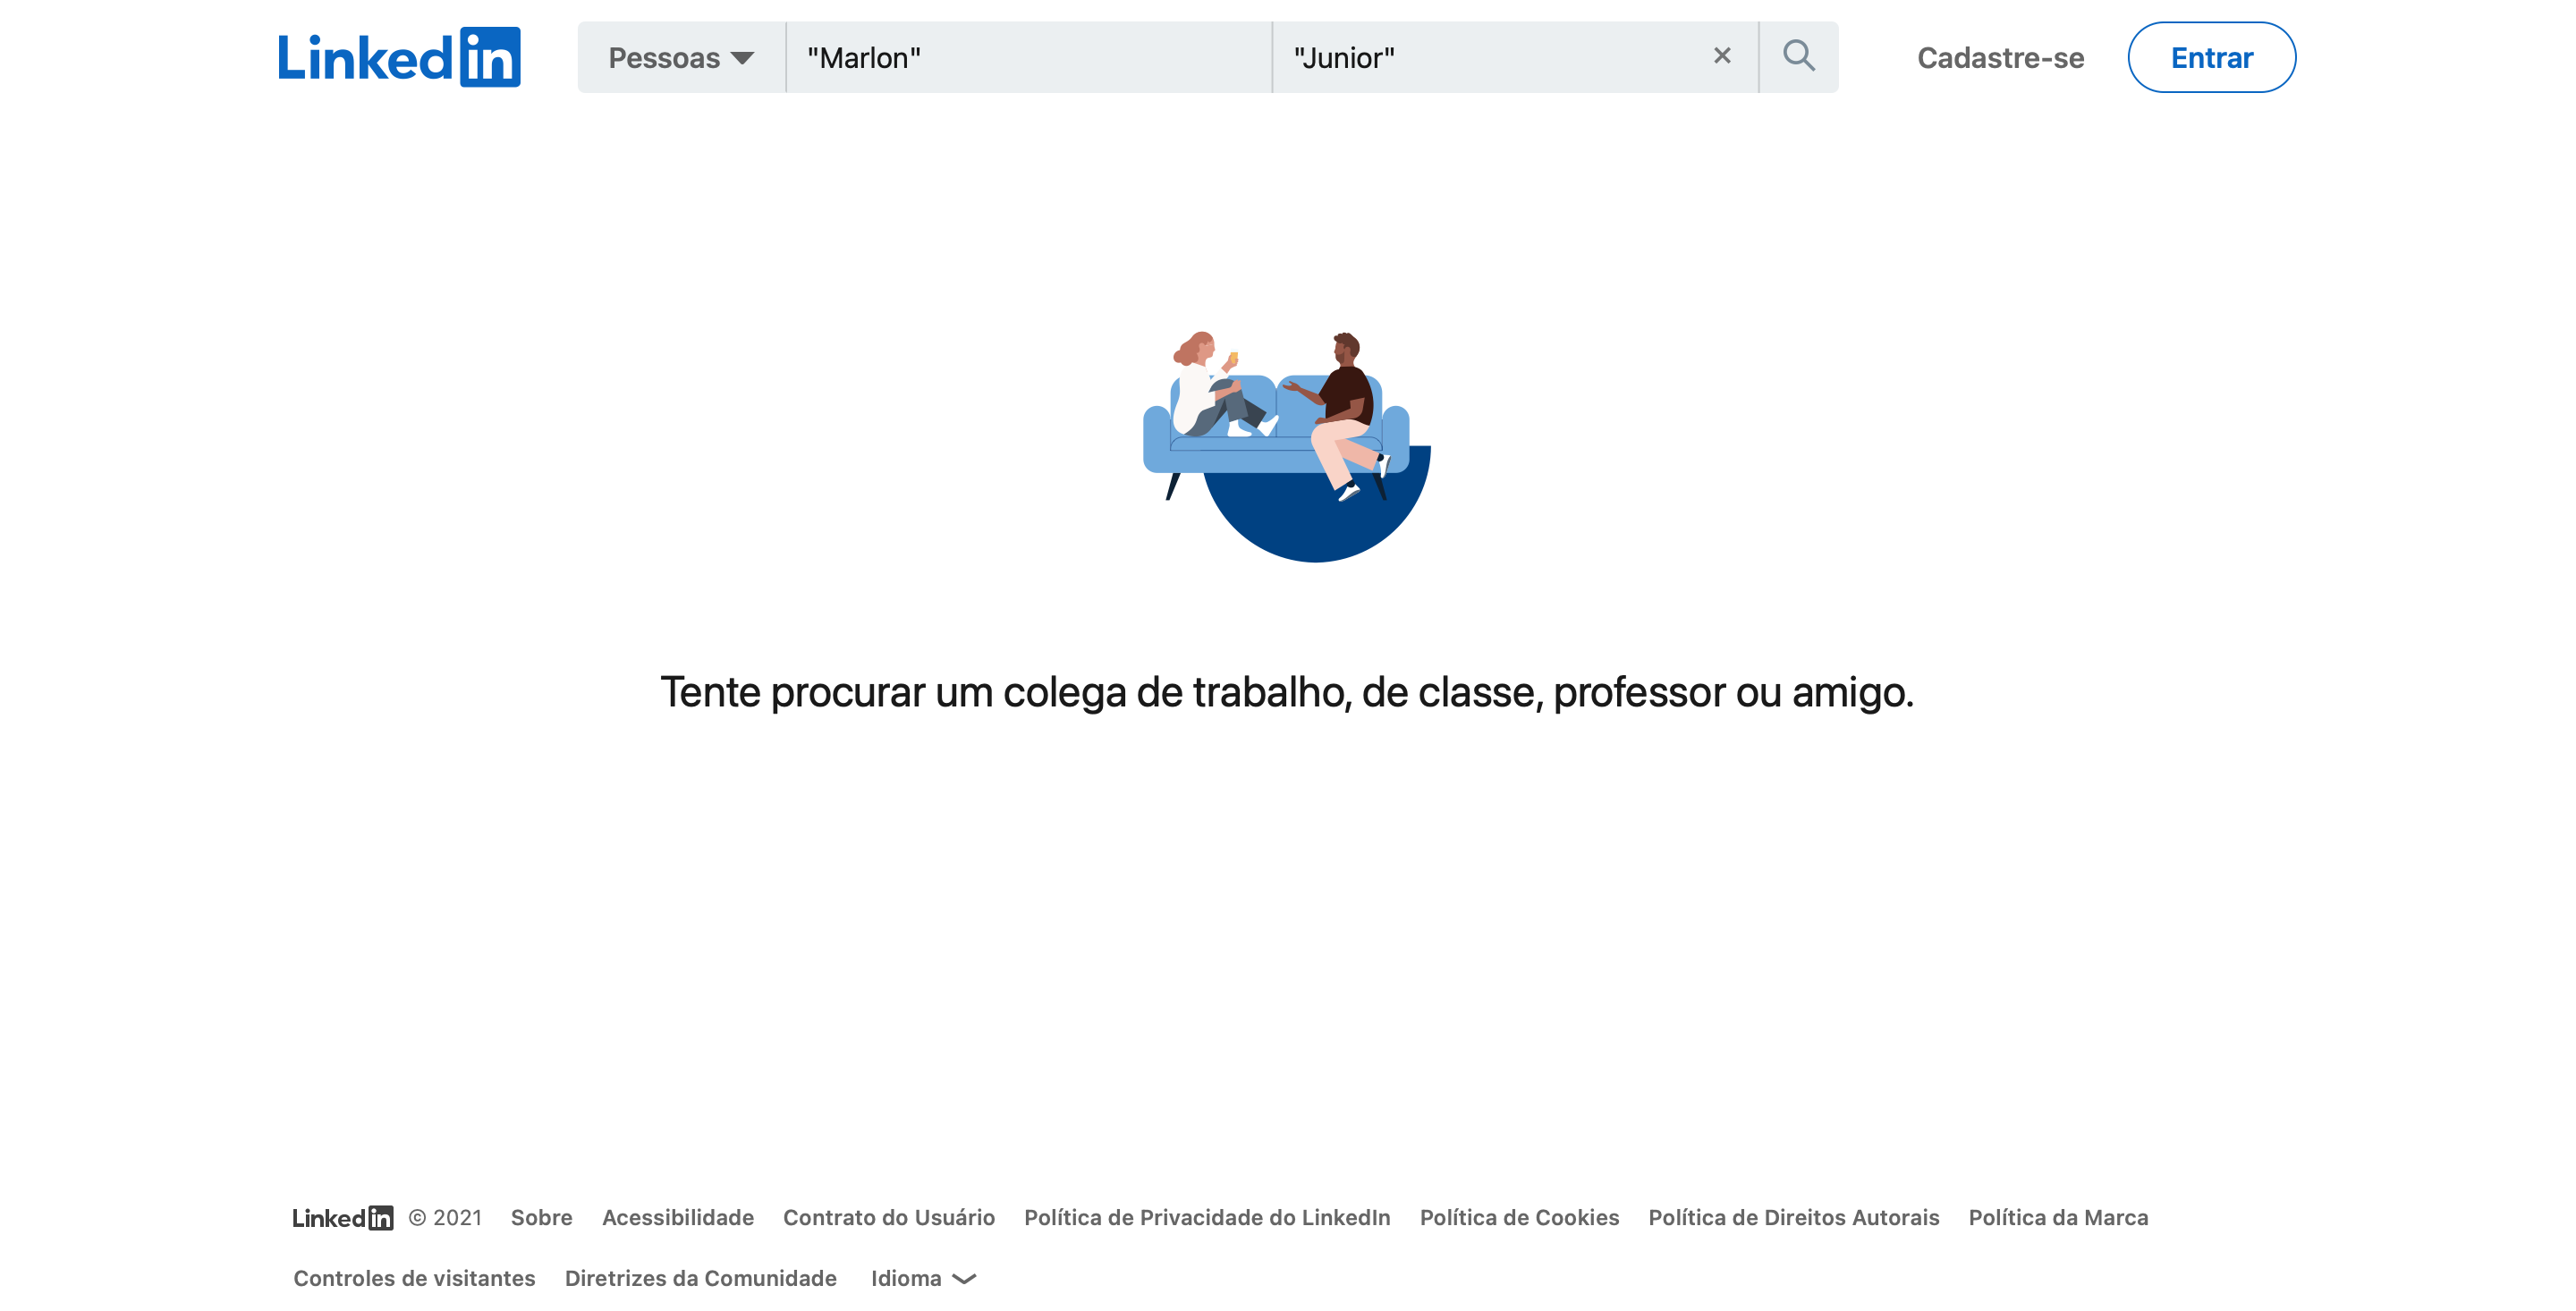 LinkedIn Pessoas "Marlon" "Junior" Cadastre-se Entrar
Tente procurar um colega de trabalho, de classe, professor ou amigo.
LinkedIn © 2021 Sobre Acessibilidade Contrato do Usuário Política de Privacidade do LinkedIn Política de Cookies Política de Direitos Autorais Política da Marca
Controles de visitantes Diretrizes da Comunidade Idioma